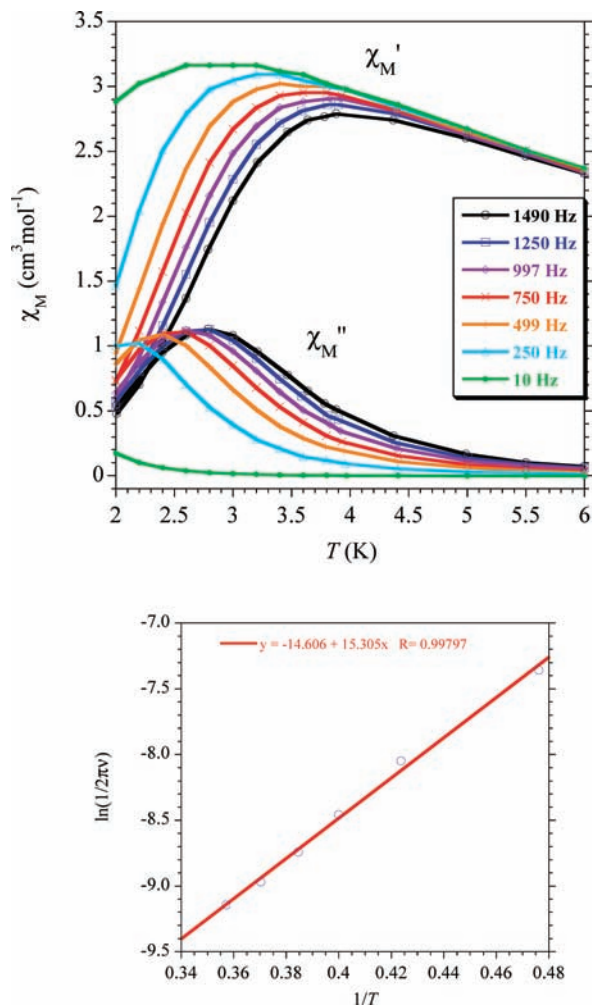 3.5
3
2.5
2
1.5
1
0.5
0
χM (cm³mol⁻¹)
χM'
χM''
1490 Hz
1250 Hz
997 Hz
750 Hz
499 Hz
250 Hz
10 Hz
2 2.5 3 3.5 4 4.5 5 5.5 6
T (K)
-7.0
y = -14.606 + 15.305x R= 0.99797
-7.5
-8.0
-8.5
-9.0
-9.5
ln(1/2πν)
0.34 0.36 0.38 0.4 0.42 0.44 0.46 0.48
1/T